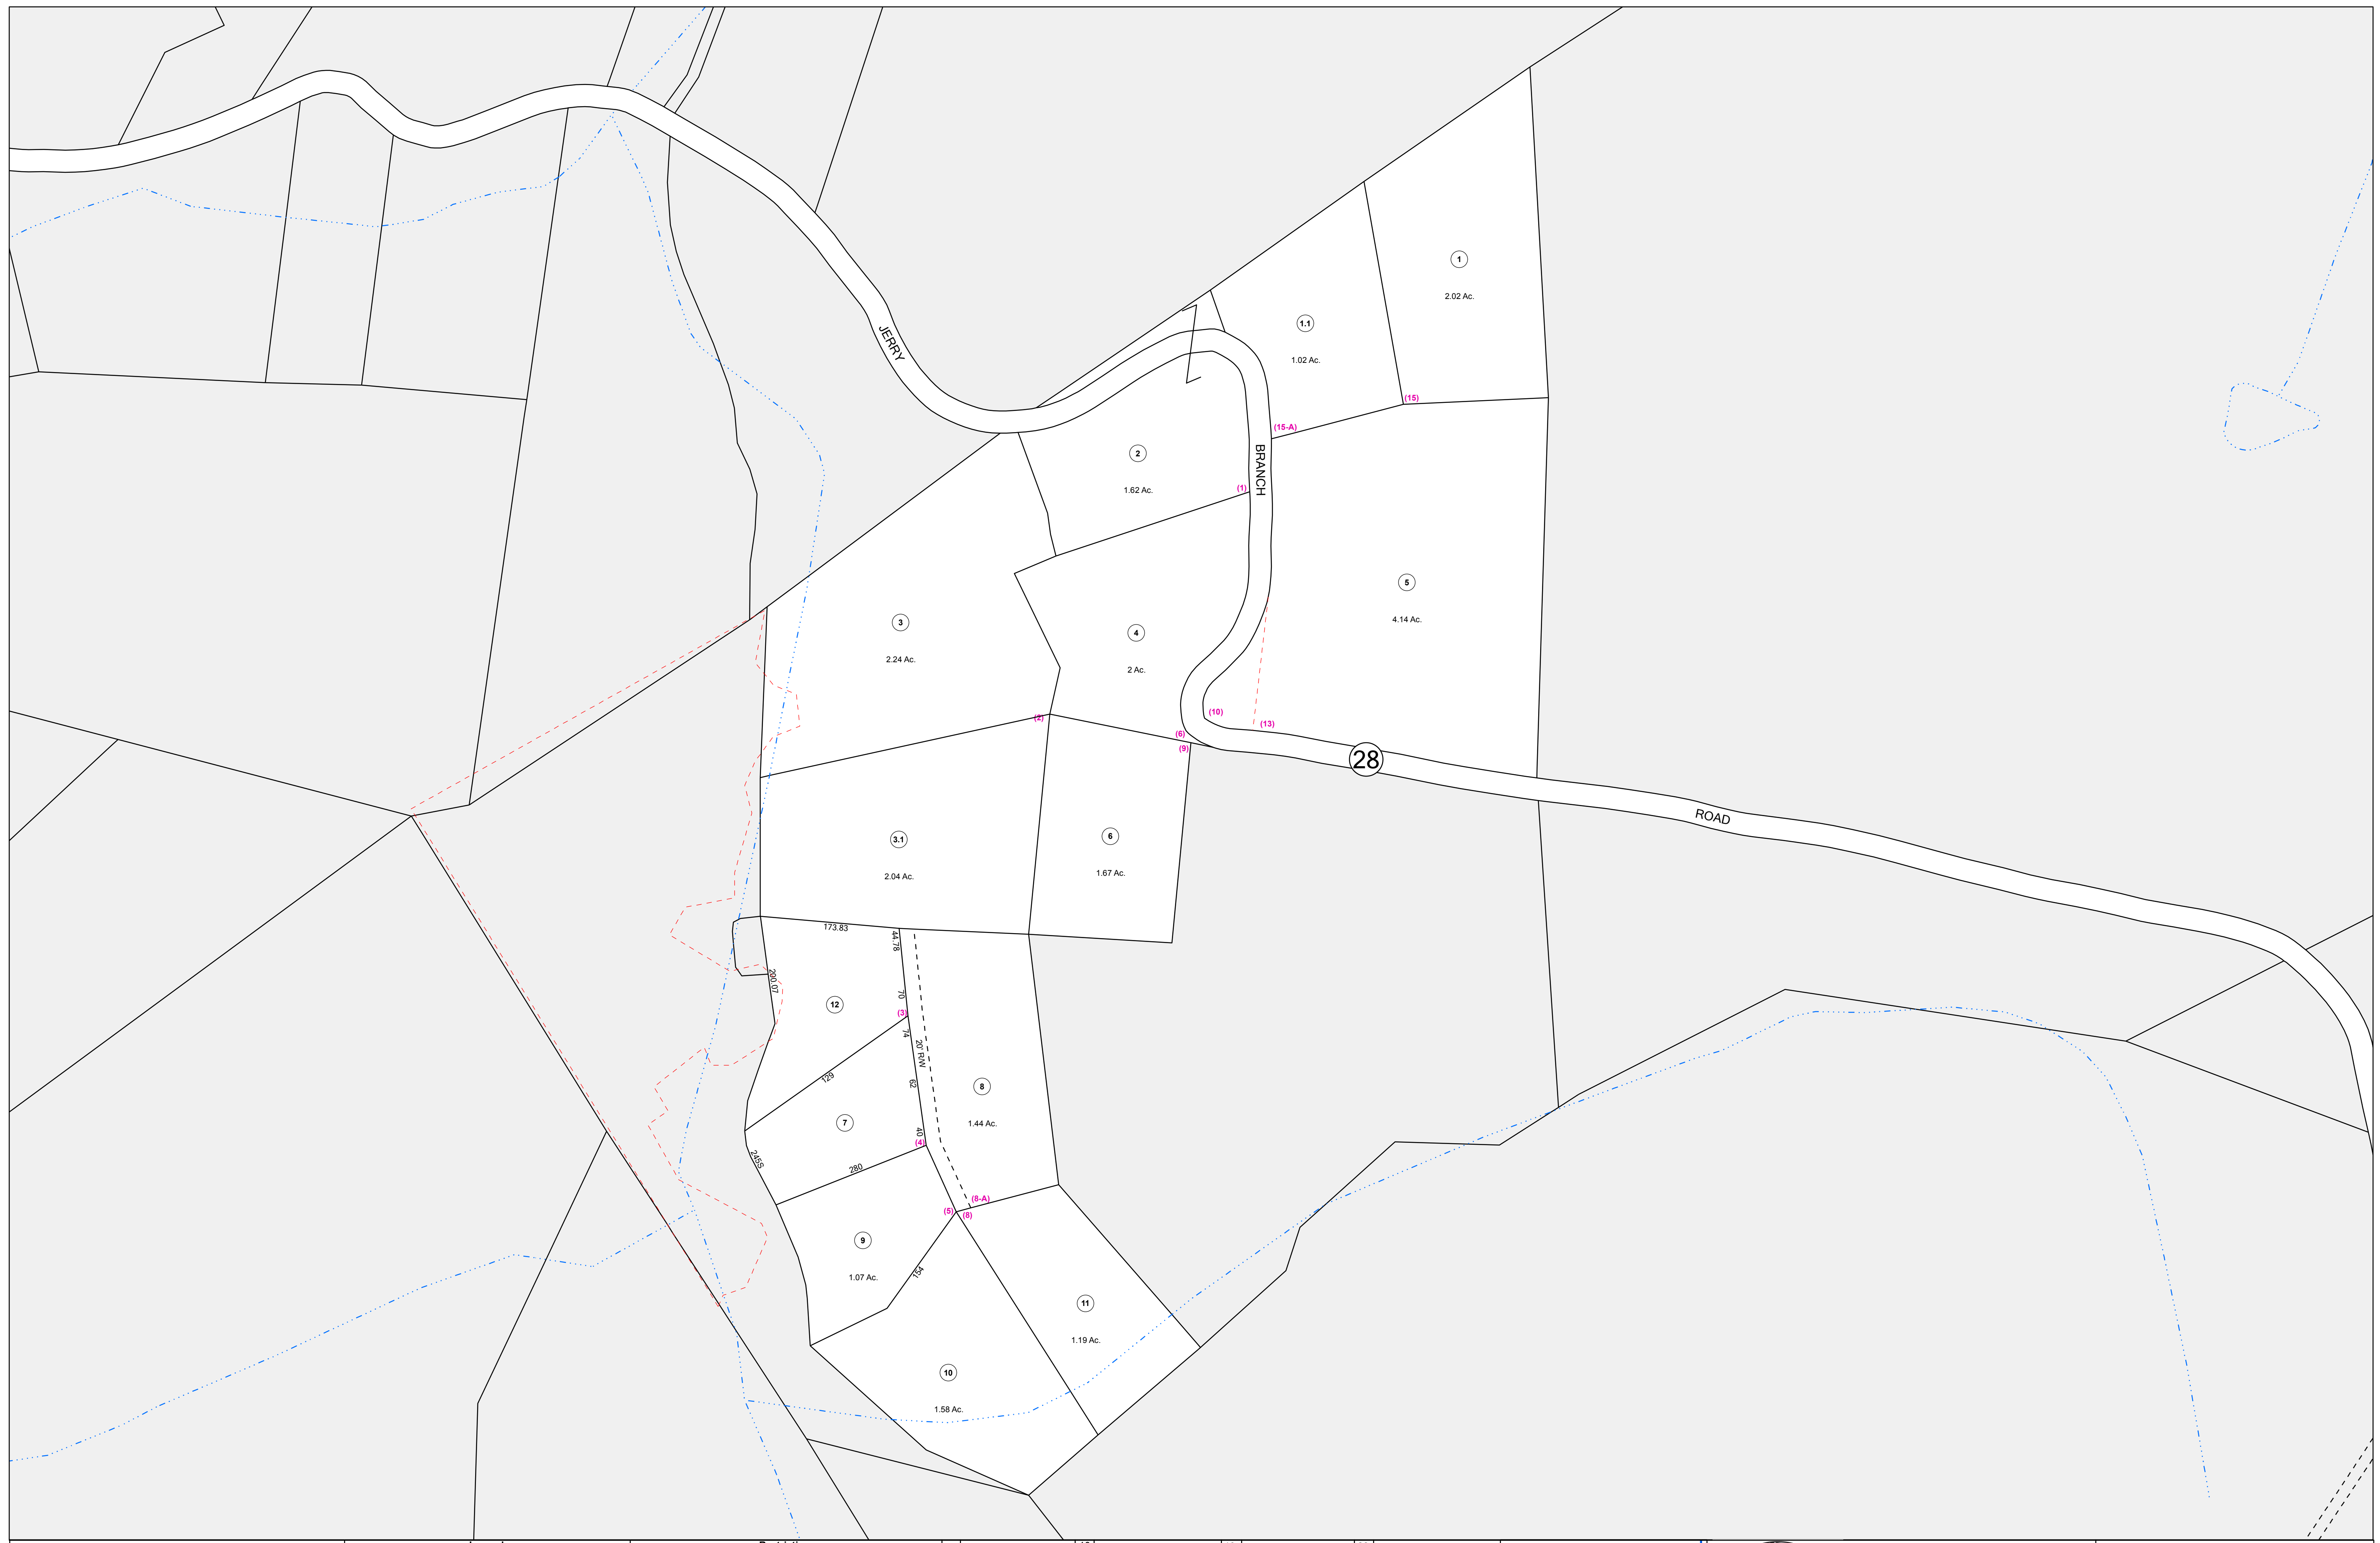 1
2.02 Ac.
1.1
1.02 Ac.
JERRY
(15)
(15-A)
BRANCH
2
1.62 Ac.
(1)
5
4.14 Ac.
3
2.24 Ac.
4
2 Ac.
(2)
(10)
(13)
(6)
(9)
28
ROAD
3.1
2.04 Ac.
6
1.67 Ac.
173.83
44.78
200.07
70
12
(3)
74
20' R/W
129
62
8
1.44 Ac.
7
40
(4)
245S
280
(8-A)
(5)
(8)
9
1.07 Ac.
154
11
1.19 Ac.
10
1.58 Ac.